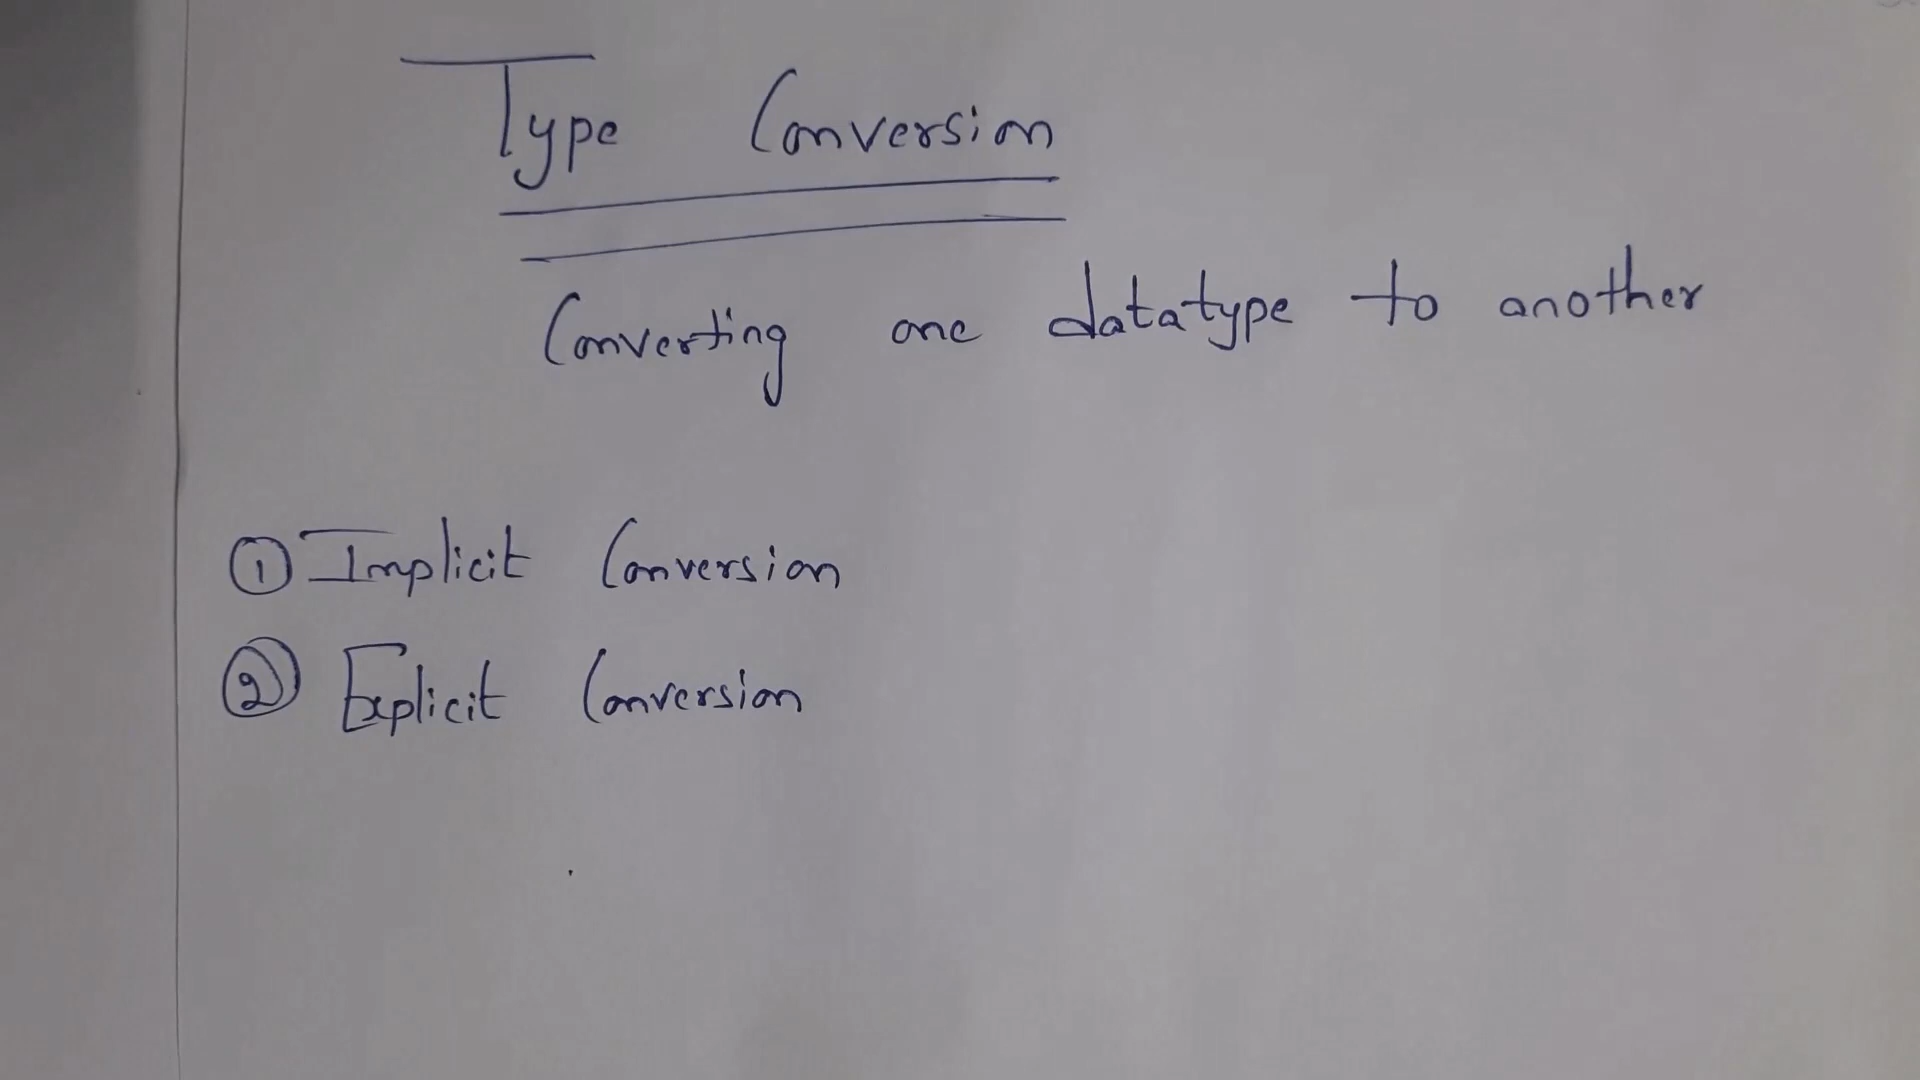 Type Conversion
Converting one datatype to another
① Implicit Conversion
② Explicit Conversion